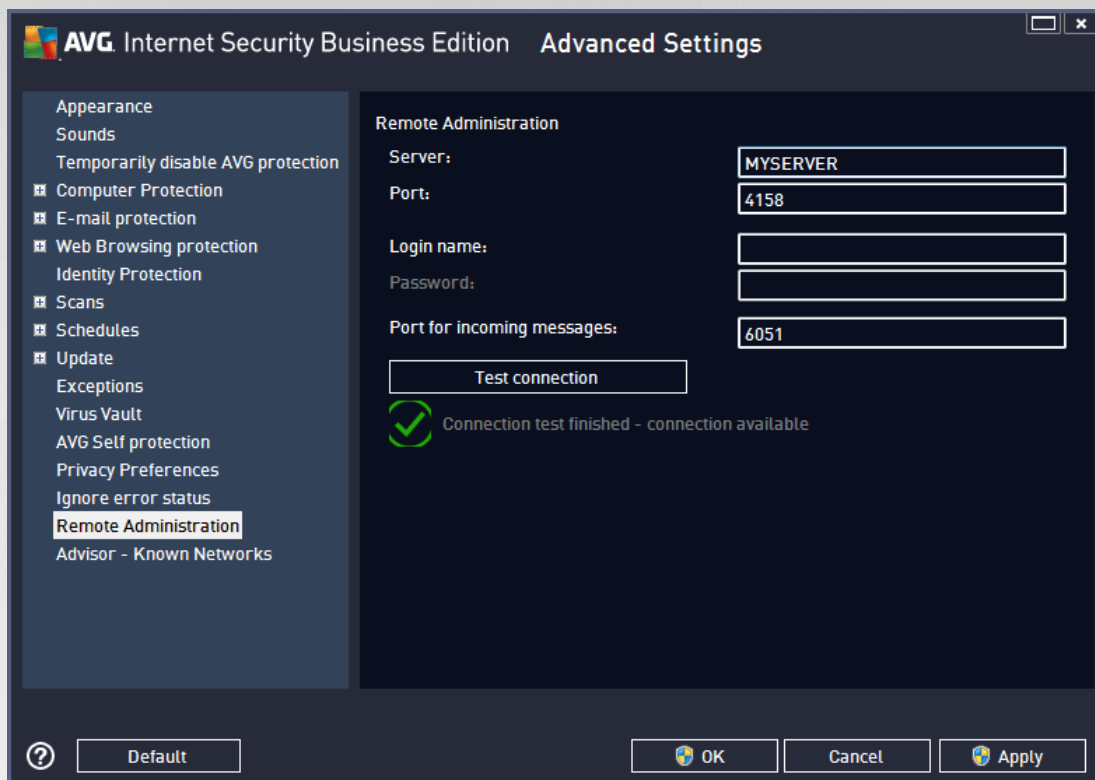 AVG. Internet Security Business Edition Advanced Settings
Appearance
Sounds
Temporarily disable AVG protection
Computer Protection
E-mail protection
Web Browsing protection
Identity Protection
Scans
Schedules
Update
Exceptions
Virus Vault
AVG Self protection
Privacy Preferences
Ignore error status
Remote Administration
Advisor - Known Networks
Remote Administration
Server: MYSERVER
Port: 4158
Login name:
Password:
Port for incoming messages: 6051
Test connection
Connection test finished - connection available
Default OK Cancel Apply